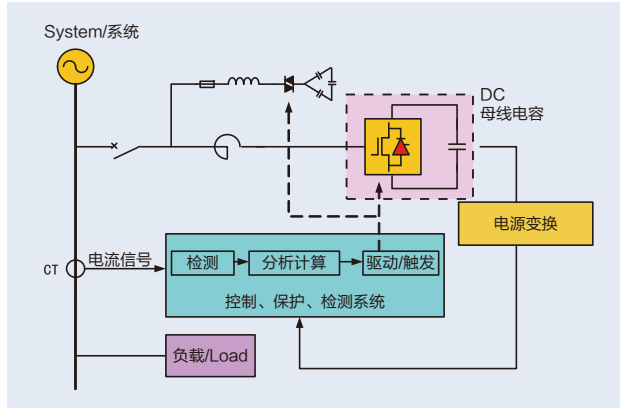 System/系统
DC
母线电容
电源变换
CT
电流信号
检测
分析计算
驱动/触发
控制、保护、检测系统
负载/Load